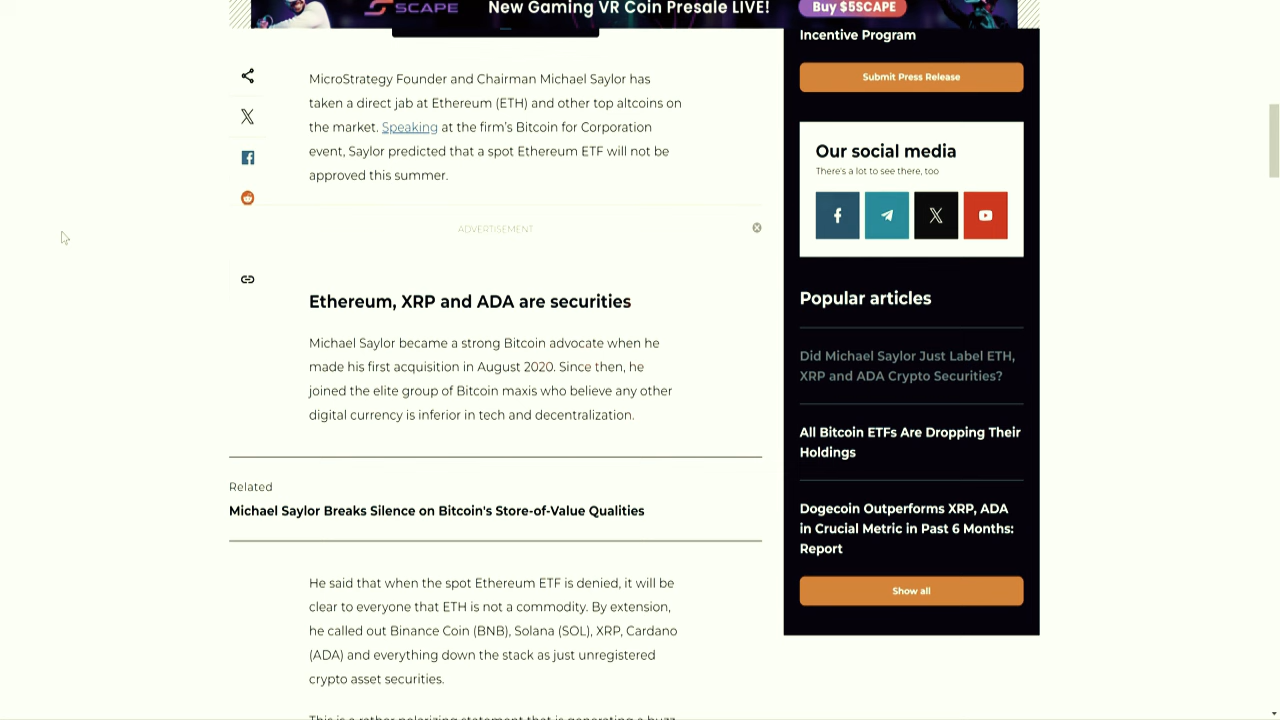 SCAPE
New Gaming VR Coin Presale LIVE!
Buy $5SCAPE
MicroStrategy Founder and Chairman Michael Saylor has
taken a direct jab at Ethereum (ETH) and other top altcoins on
the market. Speaking at the firm's Bitcoin for Corporation
event, Saylor predicted that a spot Ethereum ETF will not be
approved this summer.
ADVERTISEMENT
Ethereum, XRP and ADA are securities
Michael Saylor became a strong Bitcoin advocate when he
made his first acquisition in August 2020. Since then, he
joined the elite group of Bitcoin maxis who believe any other
digital currency is inferior in tech and decentralization.
Related
Michael Saylor Breaks Silence on Bitcoin's Store-of-Value Qualities
He said that when the spot Ethereum ETF is denied, it will be
clear to everyone that ETH is not a commodity. By extension,
he called out Binance Coin (BNB), Solana (SOL), XRP, Cardano
(ADA) and everything down the stack as just unregistered
crypto asset securities.
This is a rather polarizing statement that is generating a buzz
Incentive Program
Submit Press Release
Our social media
There's a lot to see there, too
Popular articles
Did Michael Saylor Just Label ETH,
XRP and ADA Crypto Securities?
All Bitcoin ETFs Are Dropping Their
Holdings
Dogecoin Outperforms XRP, ADA
in Crucial Metric in Past 6 Months:
Report
Show all